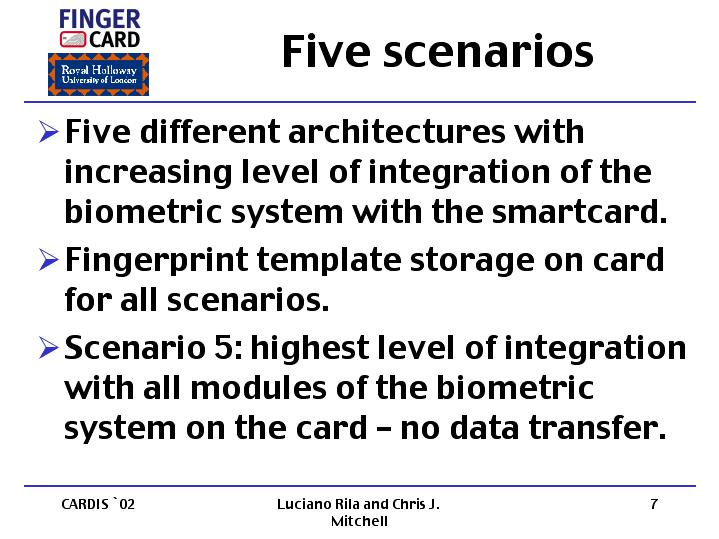 FINGER
CARD
Royal Holloway
University of London
Five scenarios
Five different architectures with
increasing level of integration of the
biometric system with the smartcard.
Fingerprint template storage on card
for all scenarios.
Scenario 5: highest level of integration
with all modules of the biometric
system on the card – no data transfer.
CARDIS `02
Luciano Rila and Chris J.
Mitchell
7